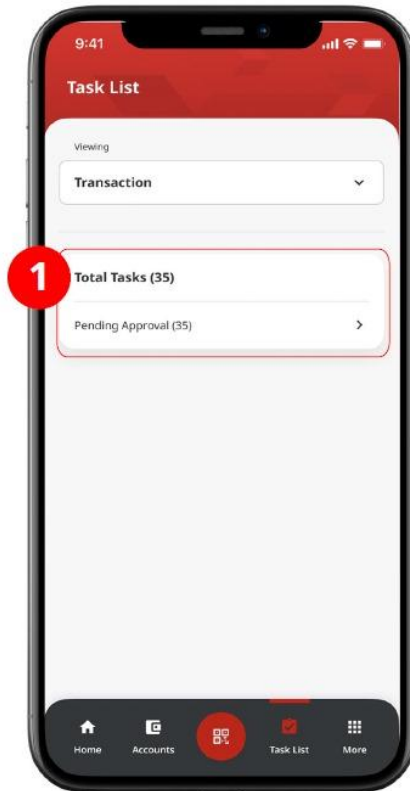 9:41
Task List
Viewing
Transaction
1
Total Tasks (35)
Pending Approval (35)
Home
Accounts
Task List
More